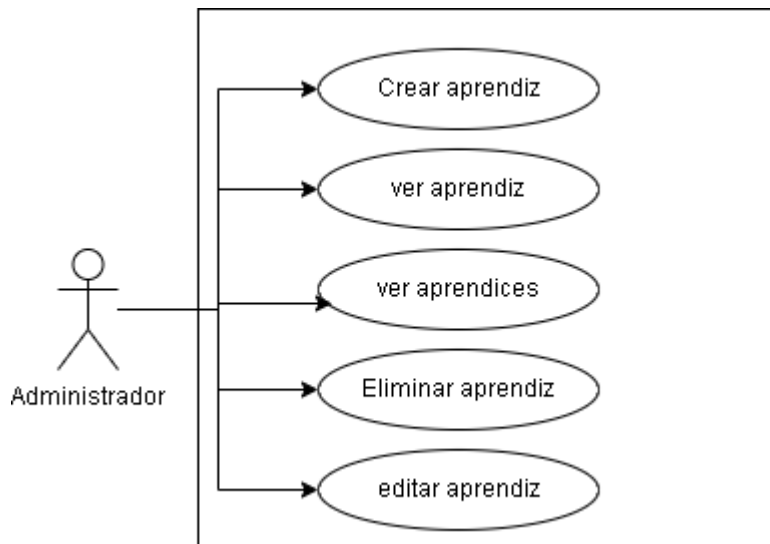 Crear aprendiz
ver aprendiz
ver aprendices
Eliminar aprendiz
Administrador
editar aprendiz